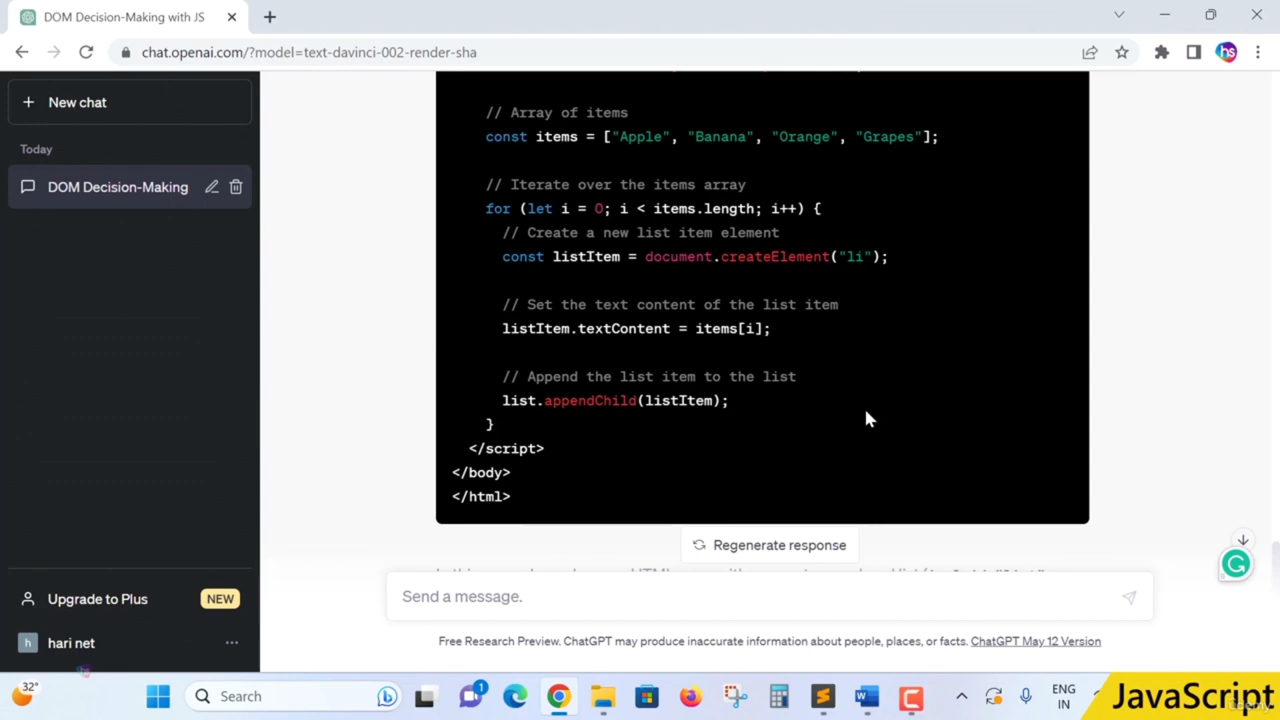 DOM Decision-Making with JS
chat.openai.com/?model=text-davinci-002-render-sha
hs
New chat
Today
DOM Decision-Making
// Array of items
const items = ["Apple", "Banana", "Orange", "Grapes"];
// Iterate over the items array
for (let i = 0; i < items.length; i++) {
// Create a new list item element
const listItem = document.createElement("li");
// Set the text content of the list item
listItem.textContent = items[i];
// Append the list item to the list
list.appendChild(listItem);
}
</script>
</body>
</html>
Regenerate response
Send a message.
Free Research Preview. ChatGPT may produce inaccurate information about people, places, or facts. ChatGPT May 12 Version
Upgrade to Plus
NEW
h
hari net
32°
Search
1
ENG
IN
JavaScript